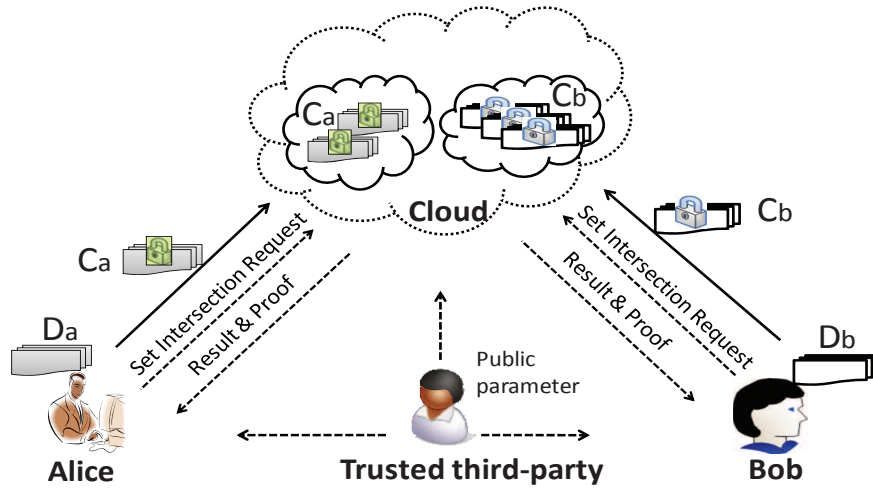 Ca
Cb
Cloud
Ca
Set Intersection Request
Result & Proof
Cb
Set Intersection Request
Result & Proof
Da
Db
Public
parameter
Alice
Trusted third-party
Bob